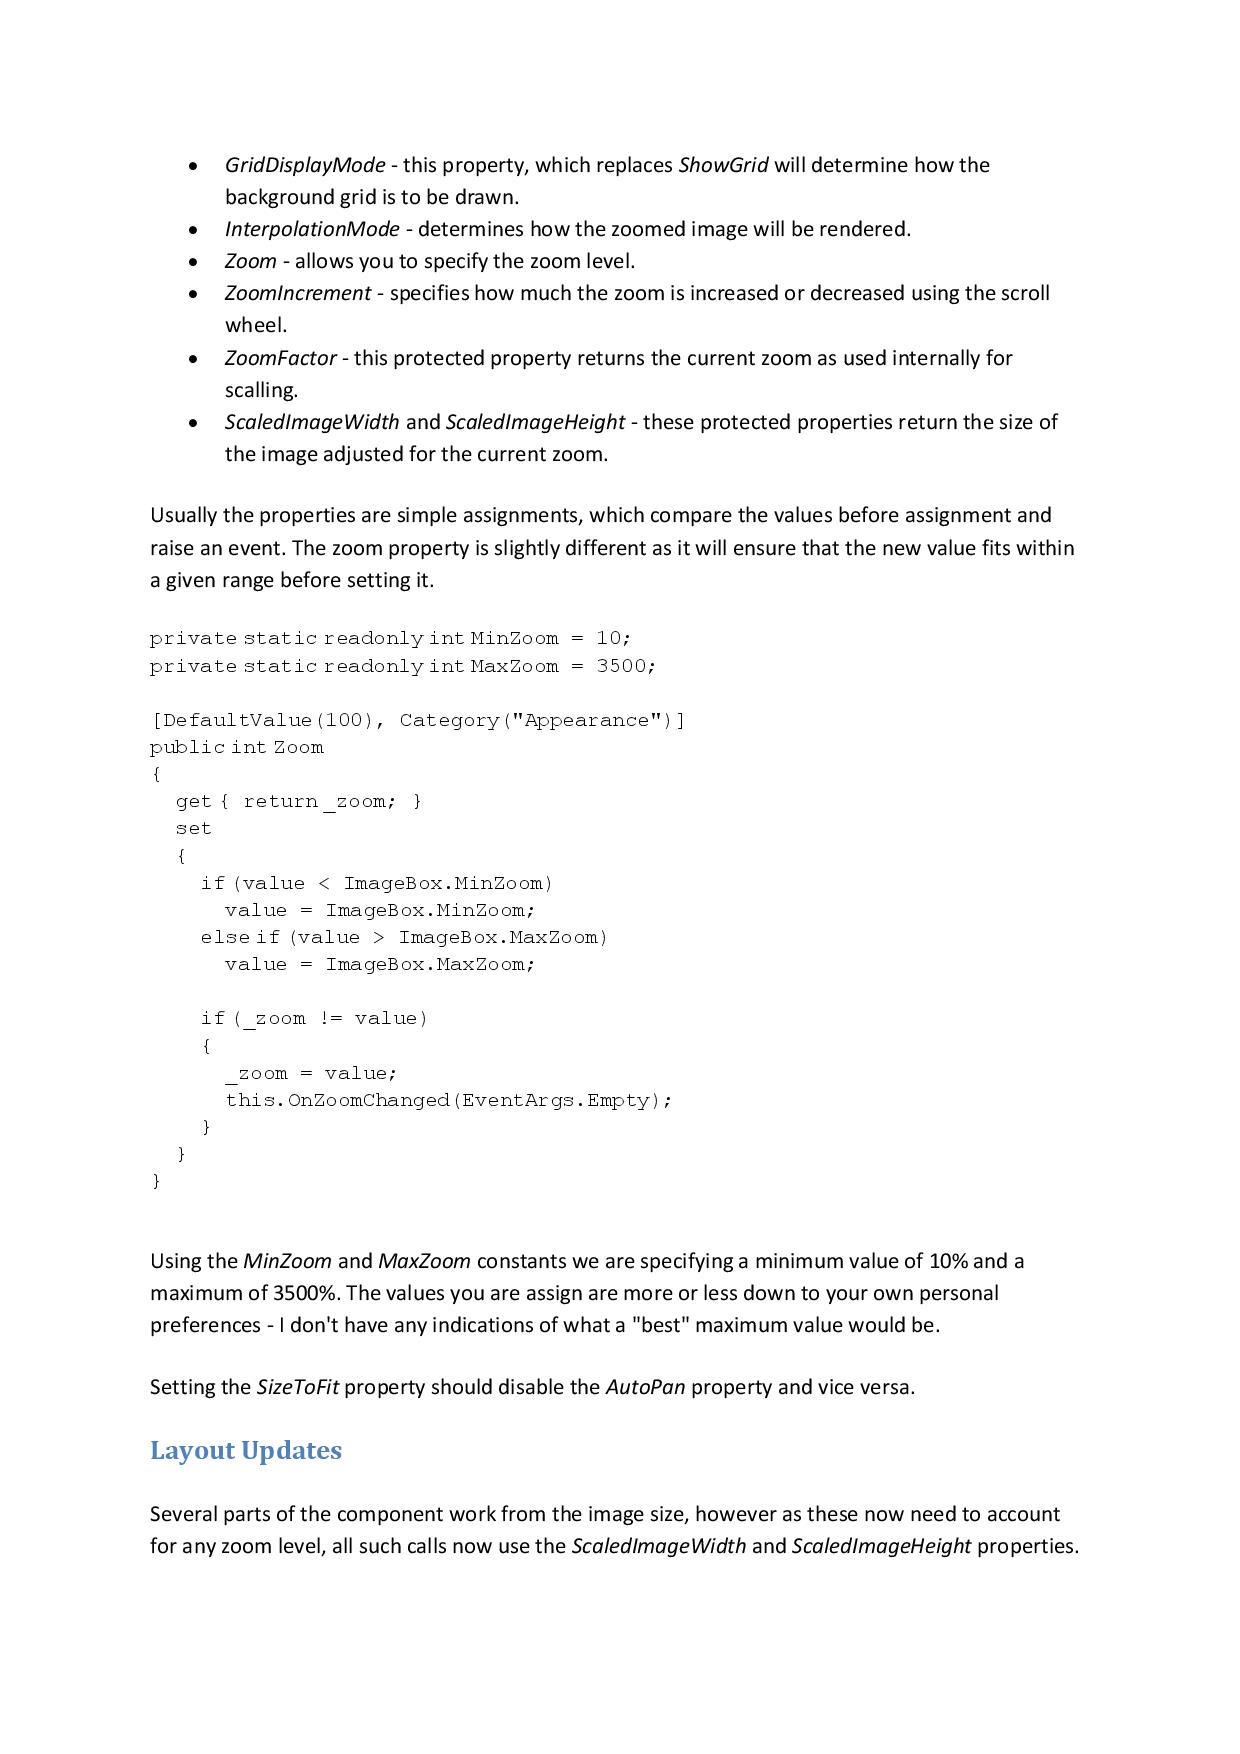 • GridDisplayMode - this property, which replaces ShowGrid will determine how the
background grid is to be drawn.
• InterpolationMode - determines how the zoomed image will be rendered.
• Zoom - allows you to specify the zoom level.
• ZoomIncrement - specifies how much the zoom is increased or decreased using the scroll
wheel.
• ZoomFactor - this protected property returns the current zoom as used internally for
scalling.
• ScaledImageWidth and ScaledImageHeight - these protected properties return the size of
the image adjusted for the current zoom.
Usually the properties are simple assignments, which compare the values before assignment and
raise an event. The zoom property is slightly different as it will ensure that the new value fits within
a given range before setting it.
private static readonly int MinZoom = 10;
private static readonly int MaxZoom = 3500;
[DefaultValue(100), Category("Appearance")]
public int Zoom
{
get { return _zoom; }
set
{
if (value < ImageBox.MinZoom)
value = ImageBox.MinZoom;
else if (value > ImageBox.MaxZoom)
value = ImageBox.MaxZoom;
if (_zoom != value)
{
_zoom = value;
this.OnZoomChanged(EventArgs.Empty);
}
}
}
Using the MinZoom and MaxZoom constants we are specifying a minimum value of 10% and a
maximum of 3500%. The values you are assign are more or less down to your own personal
preferences - I don't have any indications of what a "best" maximum value would be.
Setting the SizeToFit property should disable the AutoPan property and vice versa.
Layout Updates
Several parts of the component work from the image size, however as these now need to account
for any zoom level, all such calls now use the ScaledImageWidth and ScaledImageHeight properties.